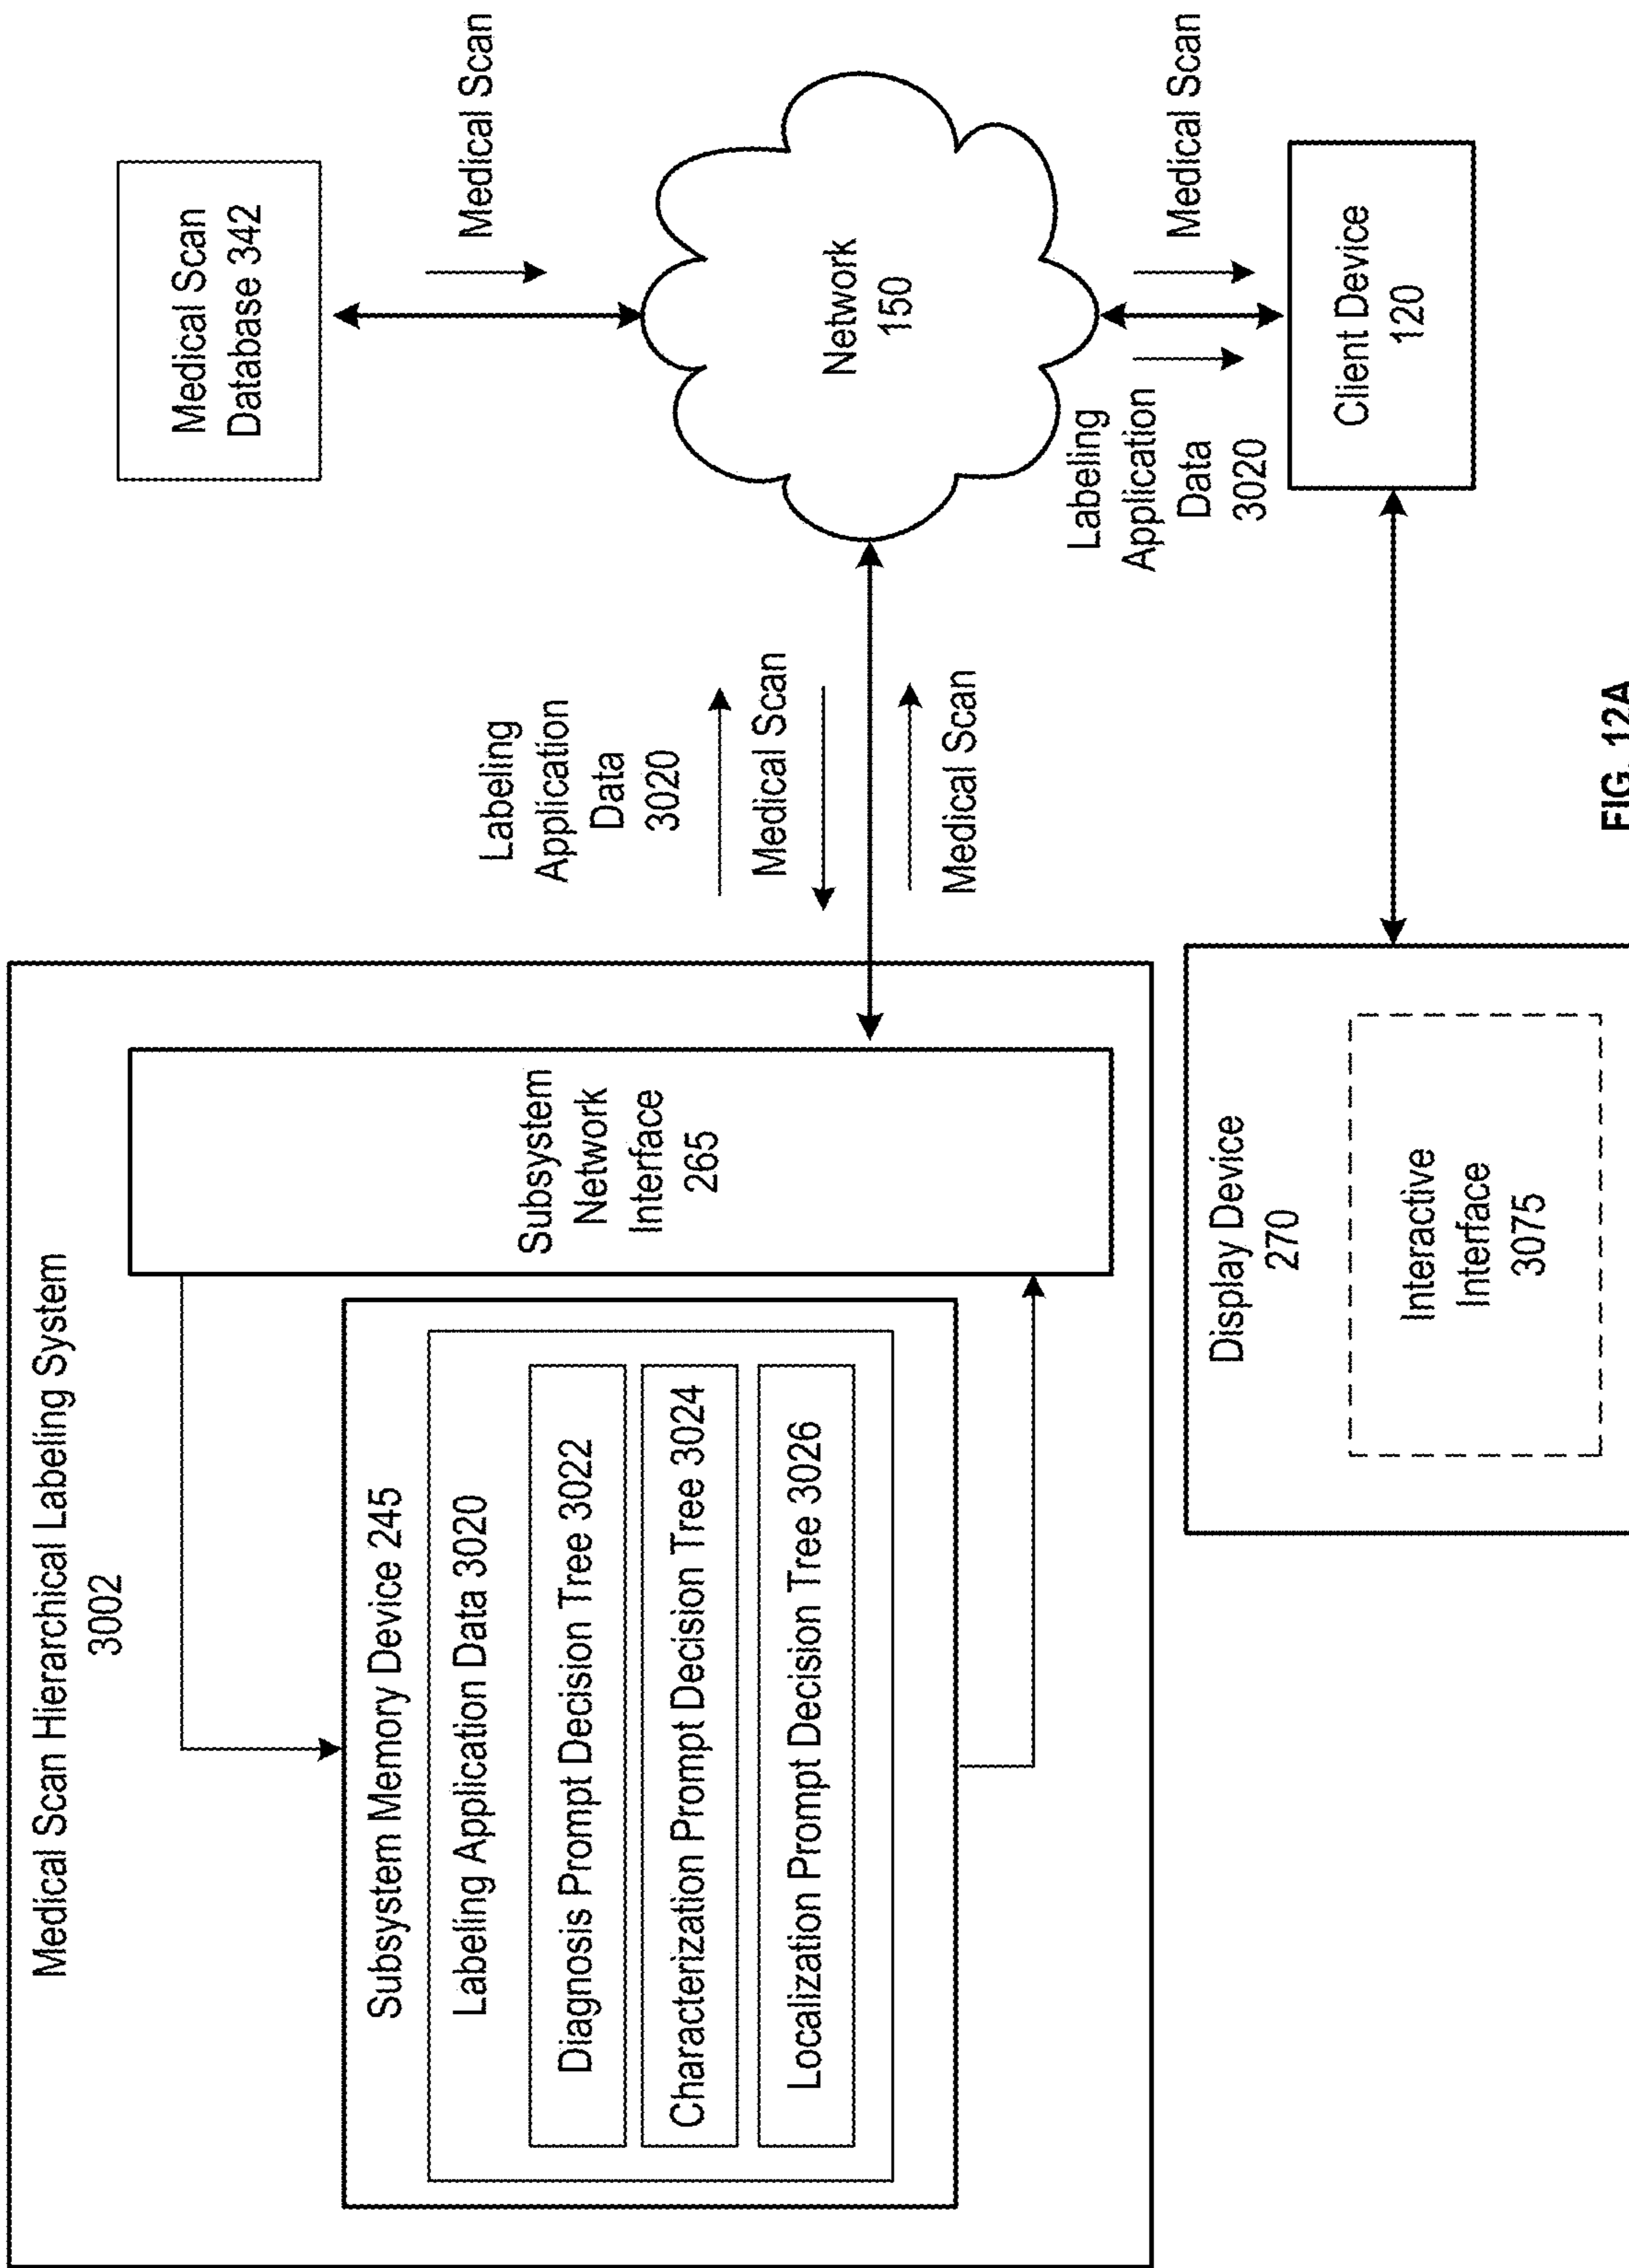 Medical Scan Hierarchical Labeling System
3002
Subsystem Memory Device 245
Labeling Application Data 3020
Diagnosis Prompt Decision Tree 3022
Characterization Prompt Decision Tree 3024
Localization Prompt Decision Tree 3026
Subsystem
Network
Interface
265
Labeling
Application
Data
3020
Medical Scan
Medical Scan
Medical Scan
Database 342
Medical Scan
Network
150
Labeling
Application
Data
3020
Medical Scan
Client Device
120
Display Device
270
Interactive
Interface
3075
FIG. 12A